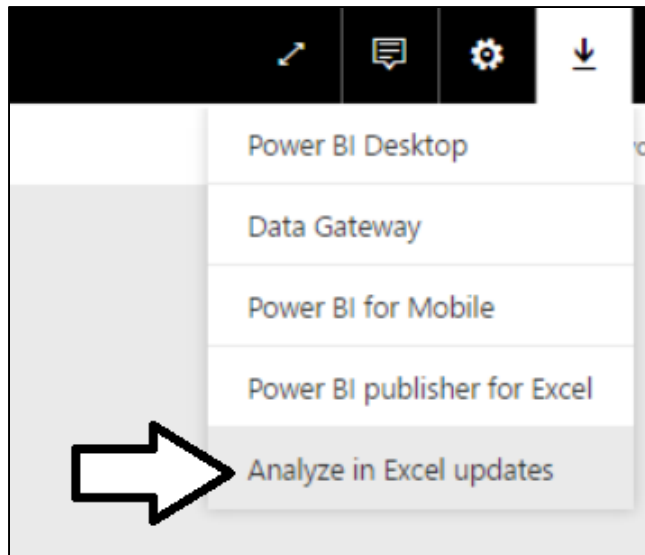 Power BI Desktop
Data Gateway
Power BI for Mobile
Power BI publisher for Excel
Analyze in Excel updates